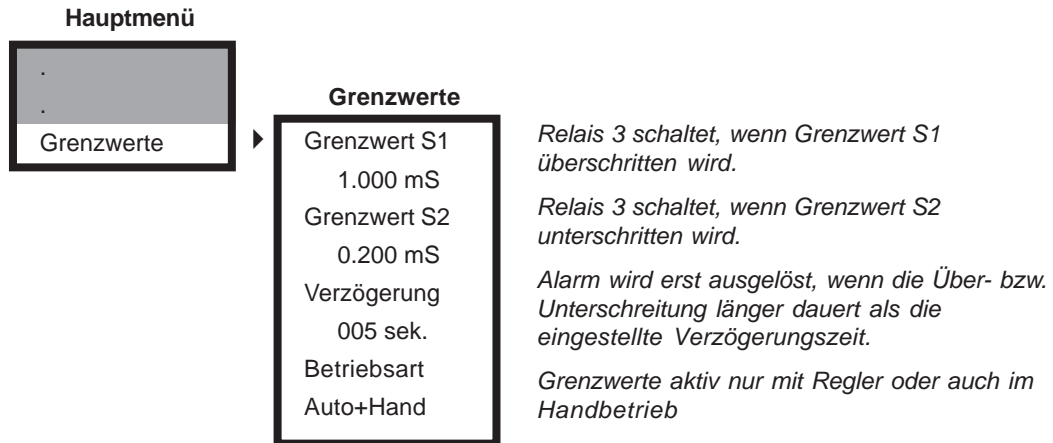 Hauptmenü
.
.
Grenzwerte
Grenzwerte
Grenzwert S1
1.000 mS
Grenzwert S2
0.200 mS
Verzögerung
005 sek.
Betriebsart
Auto+Hand
Relais 3 schaltet, wenn Grenzwert S1
überschritten wird.
Relais 3 schaltet, wenn Grenzwert S2
unterschritten wird.
Alarm wird erst ausgelöst, wenn die Über- bzw.
Unterschreitung länger dauert als die
eingestellte Verzögerungszeit.
Grenzwerte aktiv nur mit Regler oder auch im
Handbetrieb